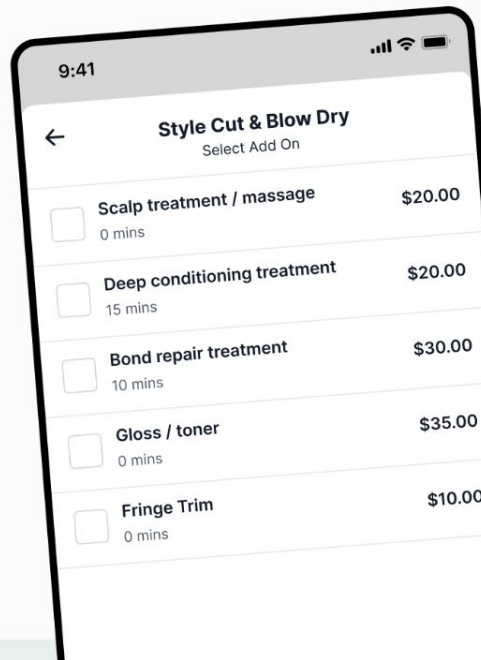 9:41
Style Cut & Blow Dry
Select Add On
Scalp treatment / massage
$20.00
0 mins
Deep conditioning treatment
$20.00
15 mins
Bond repair treatment
$30.00
10 mins
Gloss / toner
$35.00
0 mins
Fringe Trim
$10.00
0 mins